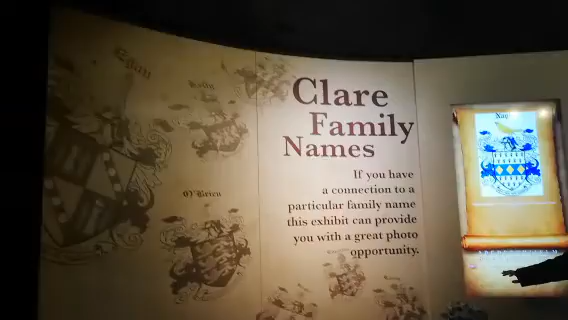 Egan
King
O'Brien
Clare
Family
Names
If you have
a connection to a
particular family name
this exhibit can provide
you with a great photo
opportunity.